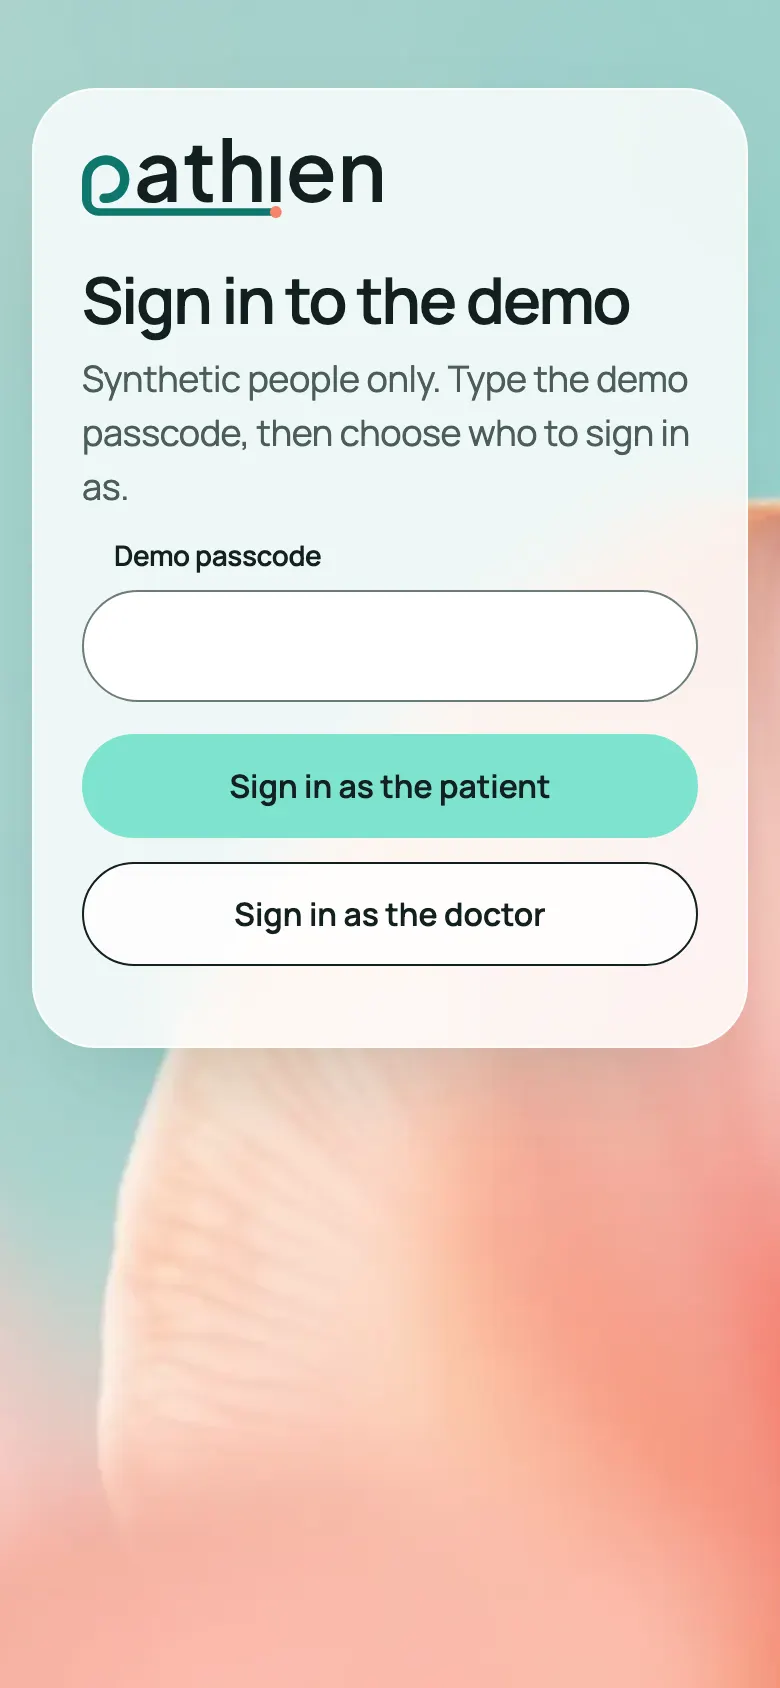 pathien
Sign in to the demo
Synthetic people only. Type the demo
passcode, then choose who to sign in
as.
Demo passcode
Sign in as the patient
Sign in as the doctor